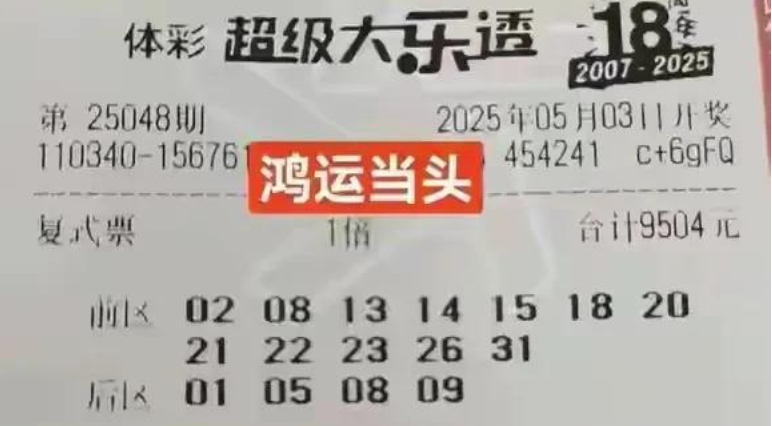 体彩 超级大乐透 18周年
2007-2025
第 25048期 2025年05月03日开奖
110340-156761 454241 c+6gFQ
鸿运当头
复式票 1倍 合计9504元
前区 02 08 13 14 15 18 20
21 22 23 26 31
后区 01 05 08 09